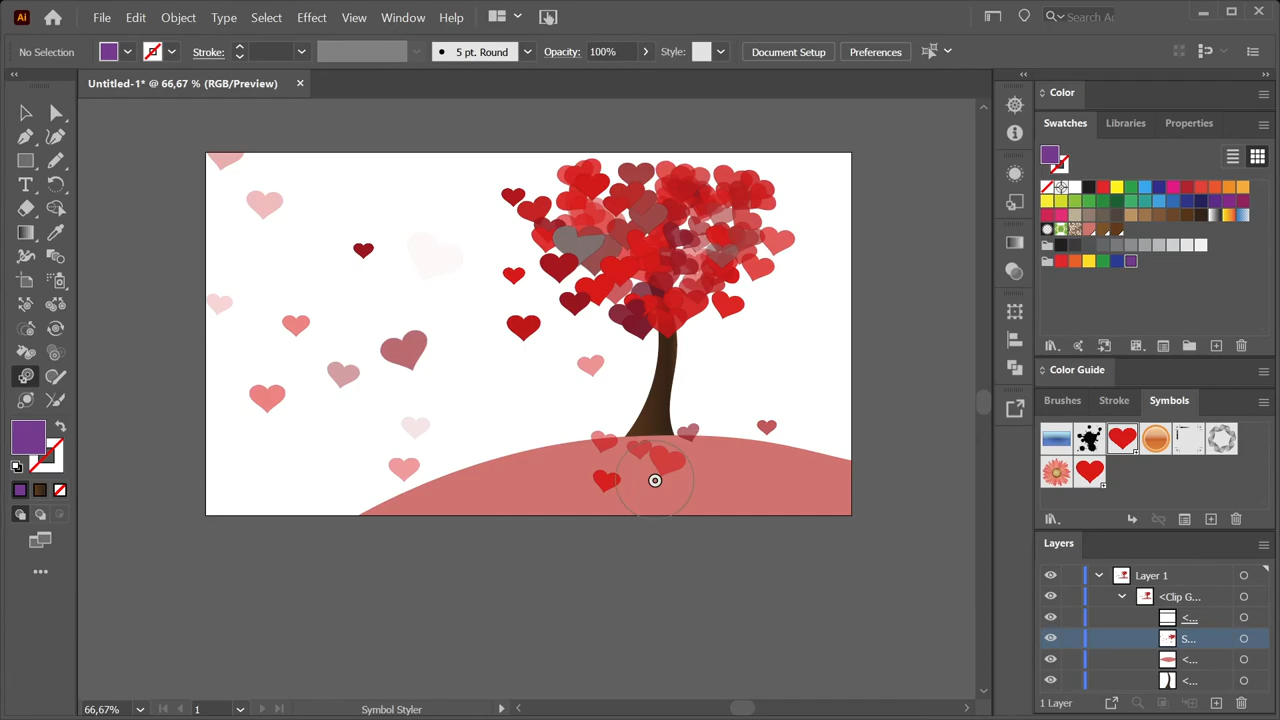 Ai File Edit Object Type Select Effect View Window Help Search Ad
No Selection Stroke: 5 pt. Round Opacity: 100% Style: Document Setup Preferences
Untitled-1* @ 66,67 % (RGB/Preview)
Color
Swatches Libraries Properties
Color Guide
Brushes Stroke Symbols
Layers
Layer 1
<Clip G...
<...
S...
<...
<...
66,67% 1 Symbol Styler 1 Layer